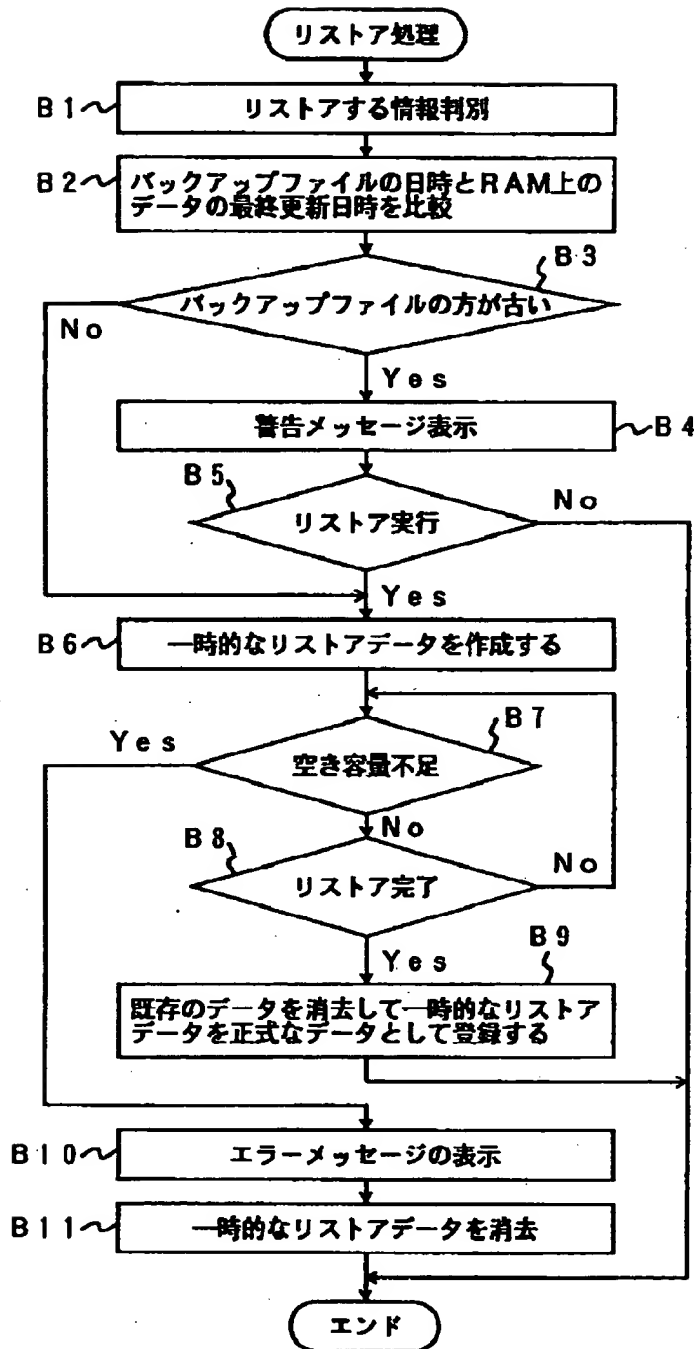 リストア処理
B1
リストアする情報判別
B2
バックアップファイルの日時とRAM上の
データの最終更新日時を比較
B3
バックアップファイルの方が古い
No
Yes
警告メッセージ表示
B4
B5
リストア実行
No
Yes
B6
一時的なリストアデータを作成する
B7
Yes
空き容量不足
No
B8
リストア完了
No
Yes
B9
既存のデータを消去して一時的なリストア
データを正式なデータとして登録する
B10
エラーメッセージの表示
B11
一時的なリストアデータを消去
エンド